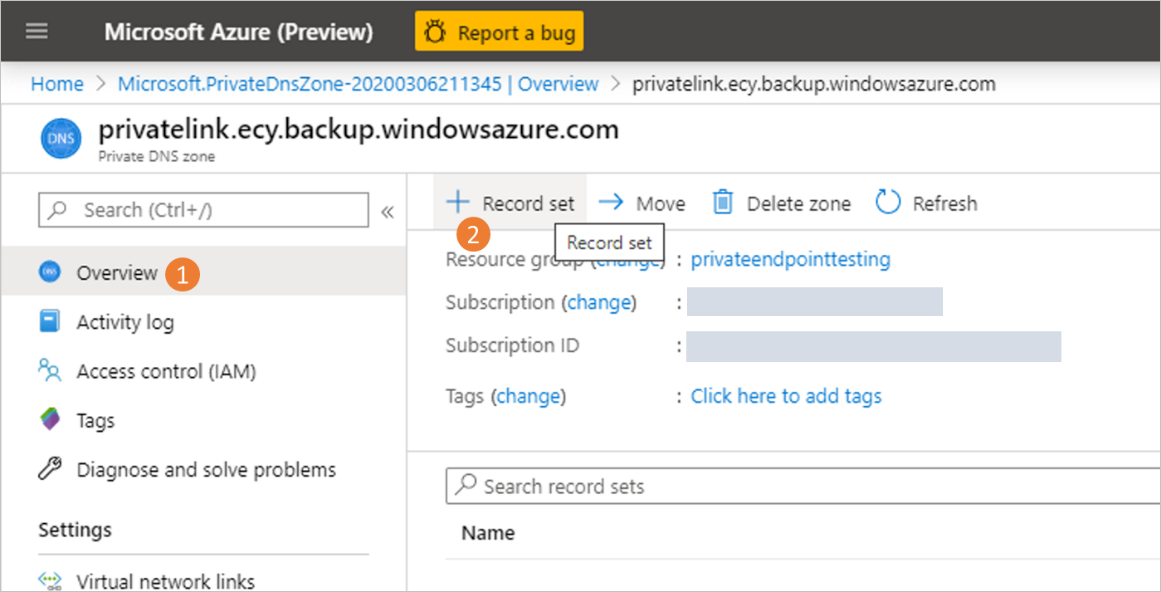 Microsoft Azure (Preview) Report a bug
Home > Microsoft.PrivateDnsZone-20200306211345 | Overview > privatelink.ecy.backup.windowsazure.com
DNS privatelink.ecy.backup.windowsazure.com
Private DNS zone
Search (Ctrl+/) «
+ Record set → Move Delete zone Refresh
2 Record set
Overview 1
Activity log
Access control (IAM)
Tags
Diagnose and solve problems
Settings
Virtual network links
Resource group (change) : privateendpointtesting
Subscription (change) :
Subscription ID :
Tags (change) : Click here to add tags
Search record sets
Name